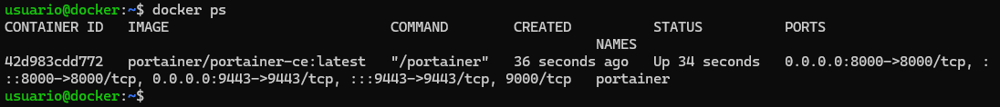 usuario@docker:~$ docker ps
CONTAINER ID   IMAGE                           COMMAND        CREATED          STATUS          PORTS
                                                                       NAMES
42d983cdd772   portainer/portainer-ce:latest   "/portainer"   36 seconds ago   Up 34 seconds   0.0.0.0:8000->8000/tcp, :
::8000->8000/tcp, 0.0.0.0:9443->9443/tcp, :::9443->9443/tcp, 9000/tcp   portainer
usuario@docker:~$